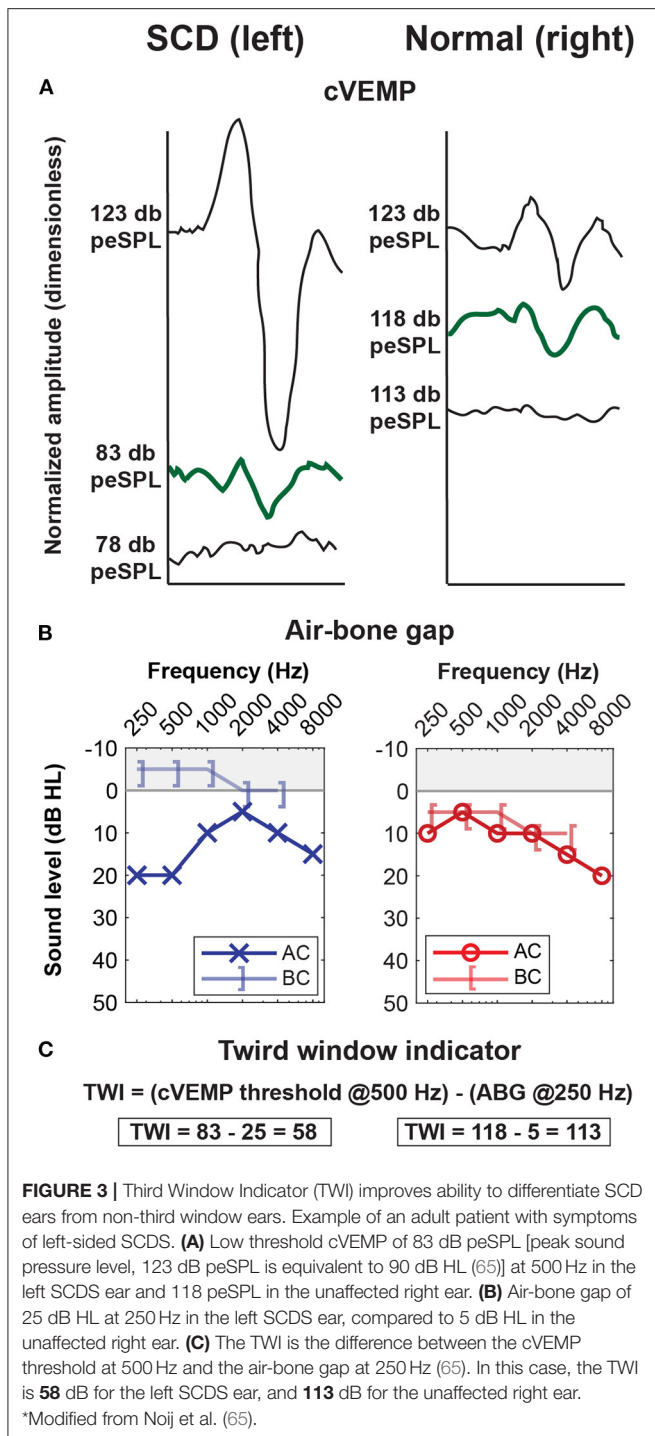 SCD (left) Normal (right)
A
cVEMP
Normalized amplitude (dimensionless)
123 db
peSPL
83 db
peSPL
78 db
peSPL
123 db
peSPL
118 db
peSPL
113 db
peSPL
B
Air-bone gap
Frequency (Hz)
250 500 1000 2000 4000 8000
Sound level (dB HL)
-10
0
10
20
30
40
50
AC
BC
Frequency (Hz)
250 500 1000 2000 4000 8000
-10
0
10
20
30
40
50
AC
BC
C
Twird window indicator
TWI = (cVEMP threshold @500 Hz) - (ABG @250 Hz)
TWI = 83 - 25 = 58 TWI = 118 - 5 = 113
FIGURE 3 | Third Window Indicator (TWI) improves ability to differentiate SCD
ears from non-third window ears. Example of an adult patient with symptoms
of left-sided SCDS. (A) Low threshold cVEMP of 83 dB peSPL [peak sound
pressure level, 123 dB peSPL is equivalent to 90 dB HL (65)] at 500 Hz in the
left SCDS ear and 118 peSPL in the unaffected right ear. (B) Air-bone gap of
25 dB HL at 250 Hz in the left SCDS ear, compared to 5 dB HL in the
unaffected right ear. (C) The TWI is the difference between the cVEMP
threshold at 500 Hz and the air-bone gap at 250 Hz (65). In this case, the TWI
is 58 dB for the left SCDS ear, and 113 dB for the unaffected right ear.
*Modified from Noij et al. (65).